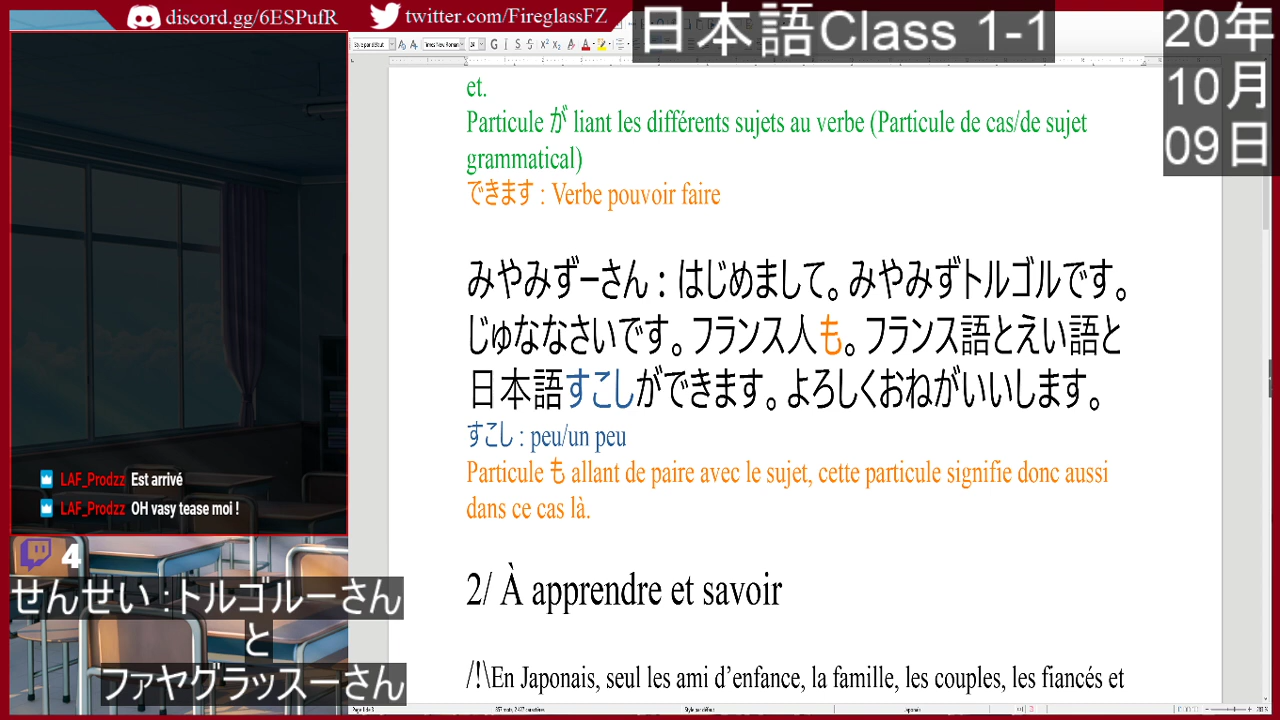 discord.gg/6ESPufR
twitter.com/FireglassFZ
日本語Class 1-1
20年
10月
09日
et.
Particule が liant les différents sujets au verbe (Particule de cas/de sujet
grammatical)
できます : Verbe pouvoir faire
みやみずーさん : はじめまして。みやみずトルゴルです。
じゅななさいです。フランス人も。フランス語とえい語と
日本語すこしができます。よろしくおねがいいします。
すこし : peu/un peu
Particule も allant de paire avec le sujet, cette particule signifie donc aussi
dans ce cas là.
2/ À apprendre et savoir
/!\En Japonais, seul les ami d'enfance, la famille, les couples, les fiancés et
LAF_Prodzz Est arrivé
LAF_Prodzz OH vasy tease moi !
4
せんせい :トルゴルーさん
と
ファヤグラッスーさん